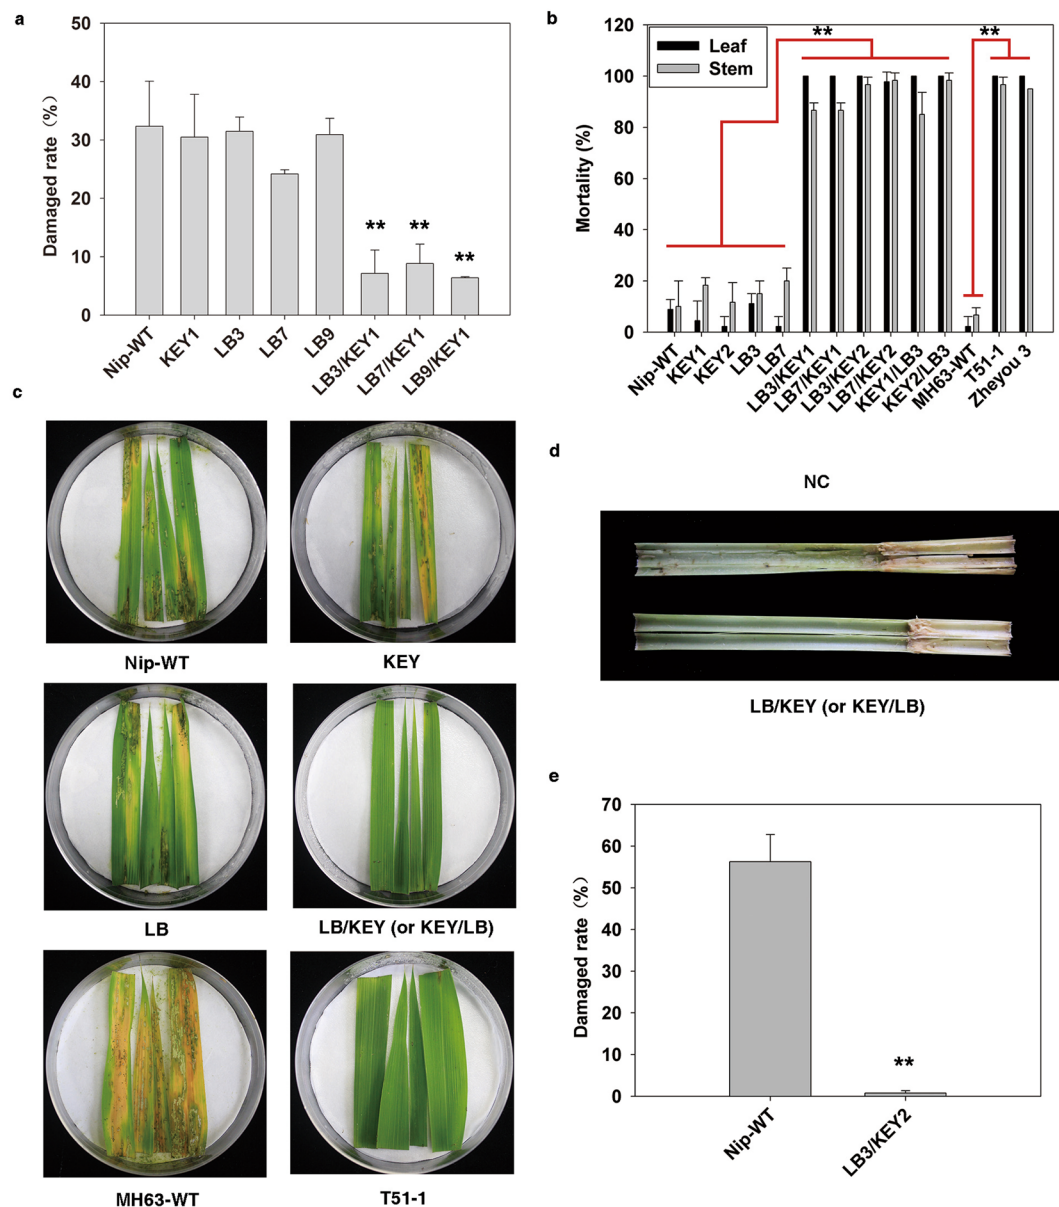 a
50
40
30
20
10
0
Damaged rate (%)
Nip-WT
KEY1
LB3
LB7
LB9
LB3/KEY1
LB7/KEY1
LB9/KEY1
**
**
**
b
120
100
80
60
40
20
0
Mortality (%)
Leaf
Stem
**
**
Nip-WT
KEY1
KEY2
LB3
LB7
LB3/KEY1
LB7/KEY1
LB3/KEY2
LB7/KEY2
KEY1/LB3
KEY2/LB3
MH63-WT
T51-1
Zheyou 3
c
Nip-WT
KEY
LB
LB/KEY (or KEY/LB)
MH63-WT
T51-1
d
NC
LB/KEY (or KEY/LB)
e
70
60
50
40
30
20
10
0
Damaged rate (%)
**
Nip-WT
LB3/KEY2